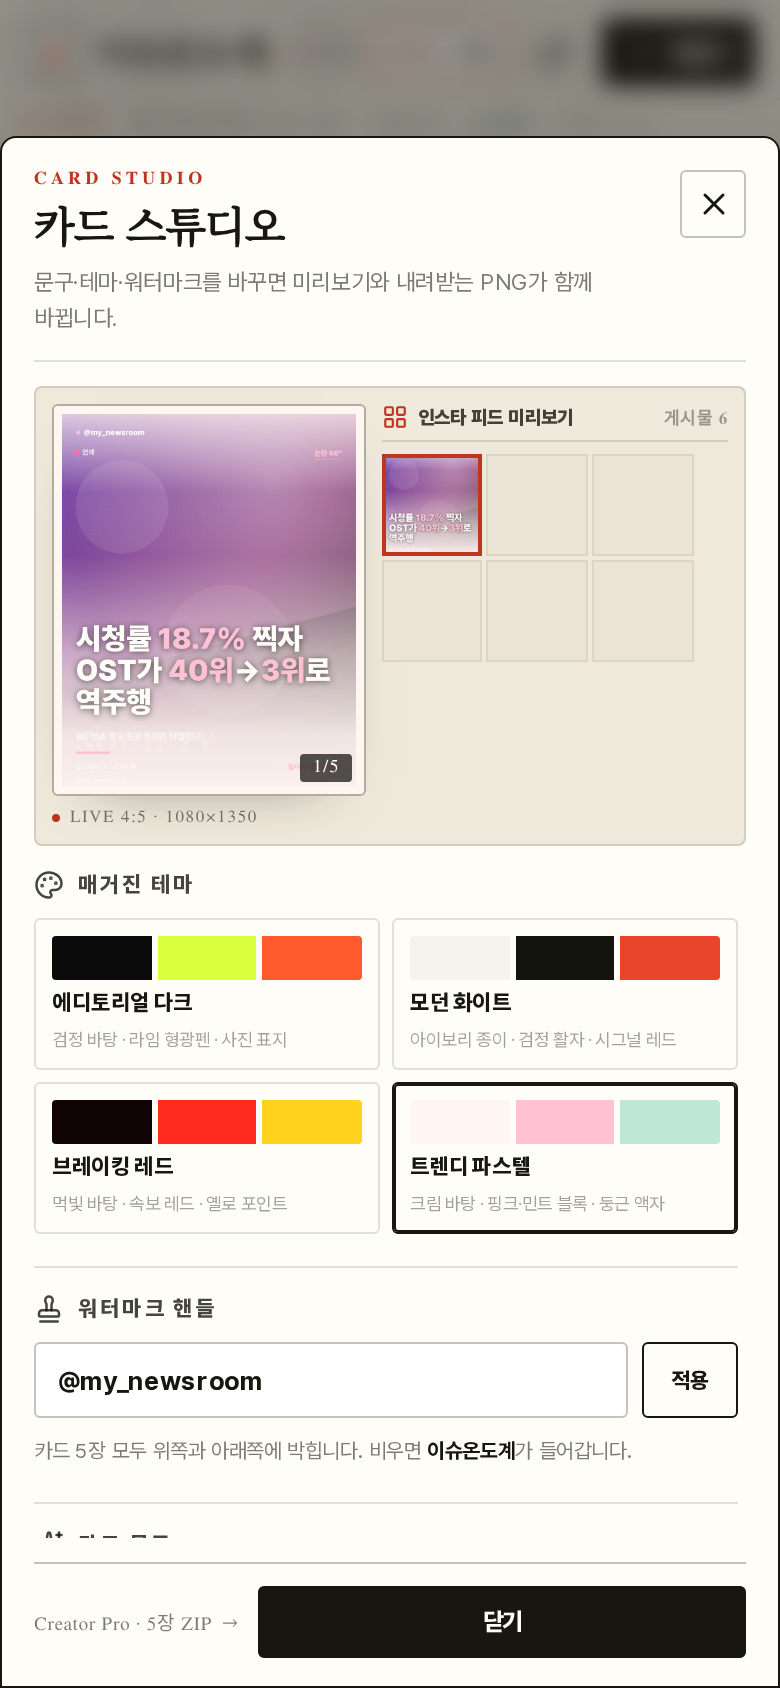 CARD STUDIO
카드 스튜디오
문구·테마·워터마크를 바꾸면 미리보기와 내려받는 PNG가 함께
바뀝니다.
@my_newsroom
연예
논란 66°
시청률 18.7% 찍자
OST가 40위→3위로
역주행
1/5
LIVE 4:5 · 1080×1350
인스타 피드 미리보기
게시물 6
시청률 18.7% 찍자
OST가 40위→3위로
역주행
매거진 테마
에디토리얼 다크
검정 바탕 · 라임 형광펜 · 사진 표지
모던 화이트
아이보리 종이 · 검정 활자 · 시그널 레드
브레이킹 레드
먹빛 바탕 · 속보 레드 · 옐로 포인트
트렌디 파스텔
크림 바탕 · 핑크·민트 블록 · 둥근 액자
워터마크 핸들
@my_newsroom
적용
카드 5장 모두 위쪽과 아래쪽에 박힙니다. 비우면 이슈온도계가 들어갑니다.
Creator Pro · 5장 ZIP →
닫기